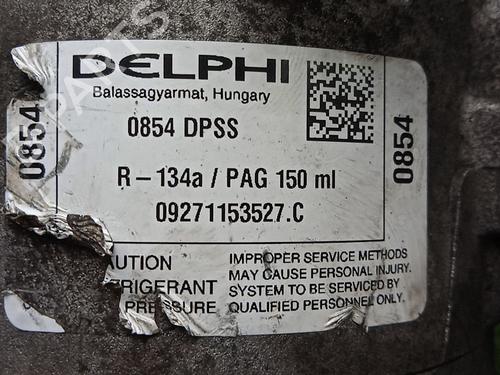 DELPHI
Balassagyarmat, Hungary
0854 DPSS
R-134a / PAG 150 ml
09271153527.C
0854
0854
AUTION
FRIGERANT
PRESSURE
IMPROPER SERVICE METHODS
MAY CAUSE PERSONAL INJURY.
SYSTEM TO BE SERVICED BY
QUALIFIED PERSONNEL ONLY.